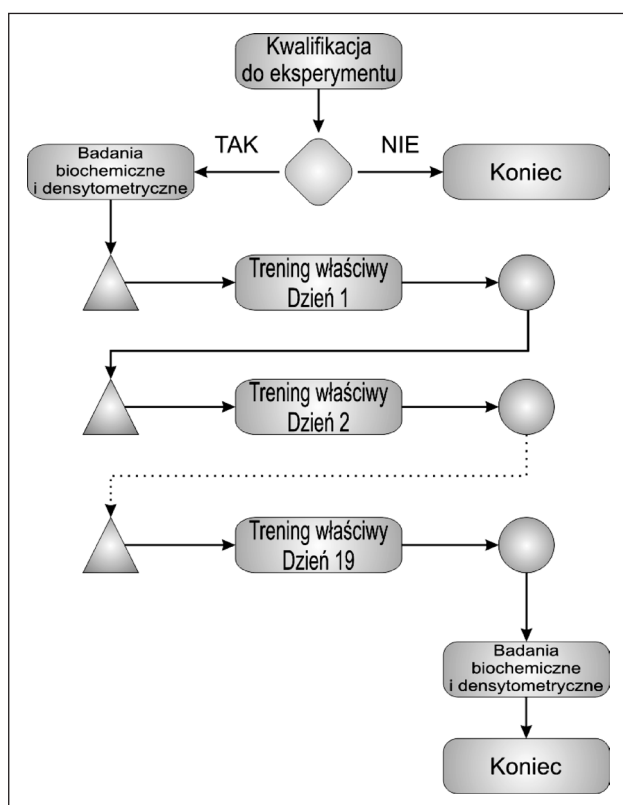 Kwalifikacja
do eksperymentu
TAK
NIE
Badania
biochemiczne
i densytometryczne
Koniec
Trening właściwy
Dzień 1
Trening właściwy
Dzień 2
Trening właściwy
Dzień 19
Badania
biochemiczne
i densytometryczne
Koniec